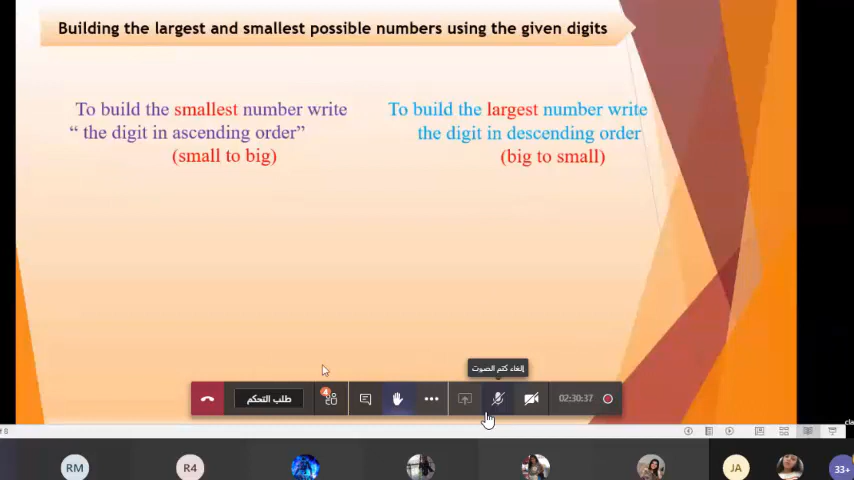 Building the largest and smallest possible numbers using the given digits
To build the smallest number write
“ the digit in ascending order”
(small to big)
To build the largest number write
the digit in descending order
(big to small)
إلغاء كتم الصوت
4
طلب التحكم
02:30:37
RM
R4
JA
33+